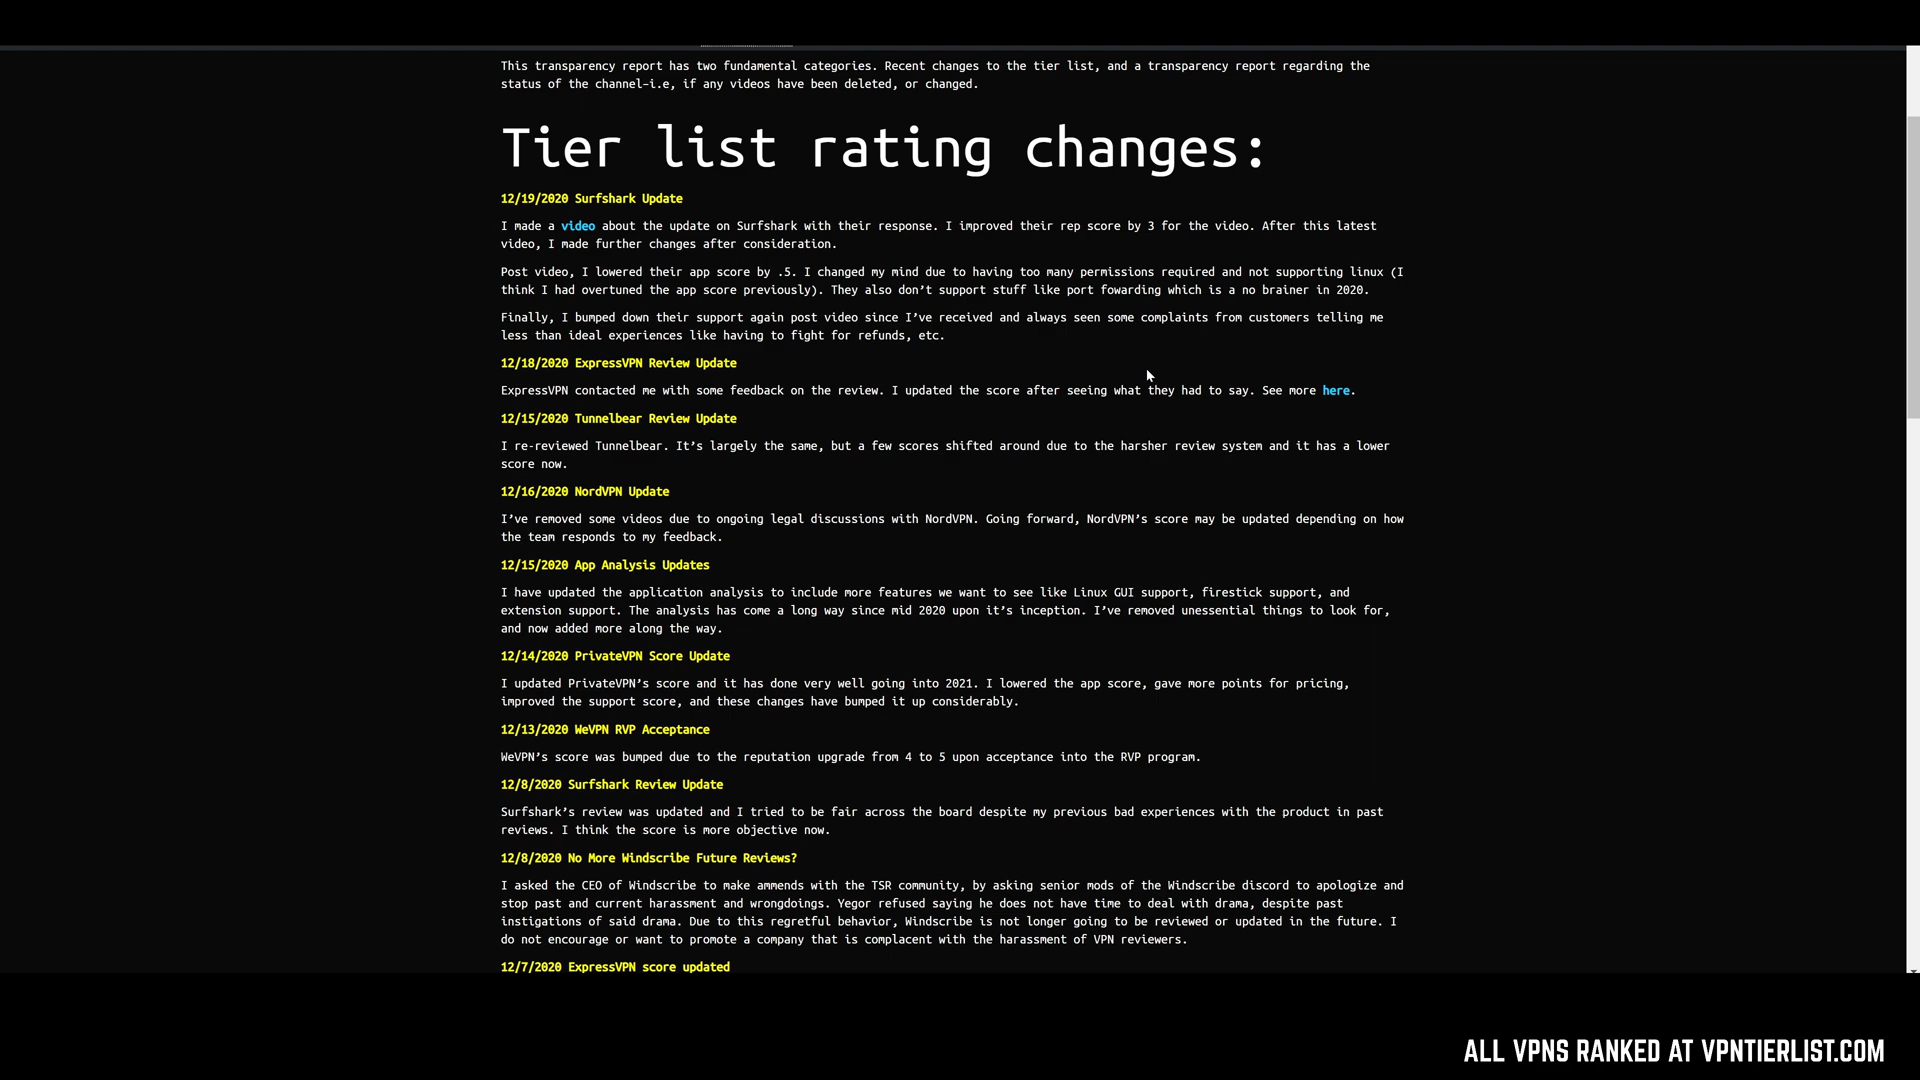 This transparency report has two fundamental categories. Recent changes to the tier list, and a transparency report regarding the
status of the channel-i.e, if any videos have been deleted, or changed.
Tier list rating changes:
12/19/2020 Surfshark Update
I made a video about the update on Surfshark with their response. I improved their rep score by 3 for the video. After this latest
video, I made further changes after consideration.
Post video, I lowered their app score by .5. I changed my mind due to having too many permissions required and not supporting linux (I
think I had overtuned the app score previously). They also don't support stuff like port fowarding which is a no brainer in 2020.
Finally, I bumped down their support again post video since I've received and always seen some complaints from customers telling me
less than ideal experiences like having to fight for refunds, etc.
12/18/2020 ExpressVPN Review Update
ExpressVPN contacted me with some feedback on the review. I updated the score after seeing what they had to say. See more here.
12/15/2020 Tunnelbear Review Update
I re-reviewed Tunnelbear. It's largely the same, but a few scores shifted around due to the harsher review system and it has a lower
score now.
12/16/2020 NordVPN Update
I've removed some videos due to ongoing legal discussions with NordVPN. Going forward, NordVPN's score may be updated depending on how
the team responds to my feedback.
12/15/2020 App Analysis Updates
I have updated the application analysis to include more features we want to see like Linux GUI support, firestick support, and
extension support. The analysis has come a long way since mid 2020 upon it's inception. I've removed unessential things to look for,
and now added more along the way.
12/14/2020 PrivateVPN Score Update
I updated PrivateVPN's score and it has done very well going into 2021. I lowered the app score, gave more points for pricing,
improved the support score, and these changes have bumped it up considerably.
12/13/2020 WeVPN RVP Acceptance
WeVPN's score was bumped due to the reputation upgrade from 4 to 5 upon acceptance into the RVP program.
12/8/2020 Surfshark Review Update
Surfshark's review was updated and I tried to be fair across the board despite my previous bad experiences with the product in past
reviews. I think the score is more objective now.
12/8/2020 No More Windscribe Future Reviews?
I asked the CEO of Windscribe to make ammends with the TSR community, by asking senior mods of the Windscribe discord to apologize and
stop past and current harassment and wrongdoings. Yegor refused saying he does not have time to deal with drama, despite past
instigations of said drama. Due to this regretful behavior, Windscribe is not longer going to be reviewed or updated in the future. I
do not encourage or want to promote a company that is complacent with the harassment of VPN reviewers.
12/7/2020 ExpressVPN score updated
ALL VPNS RANKED AT VPNTIERLIST.COM